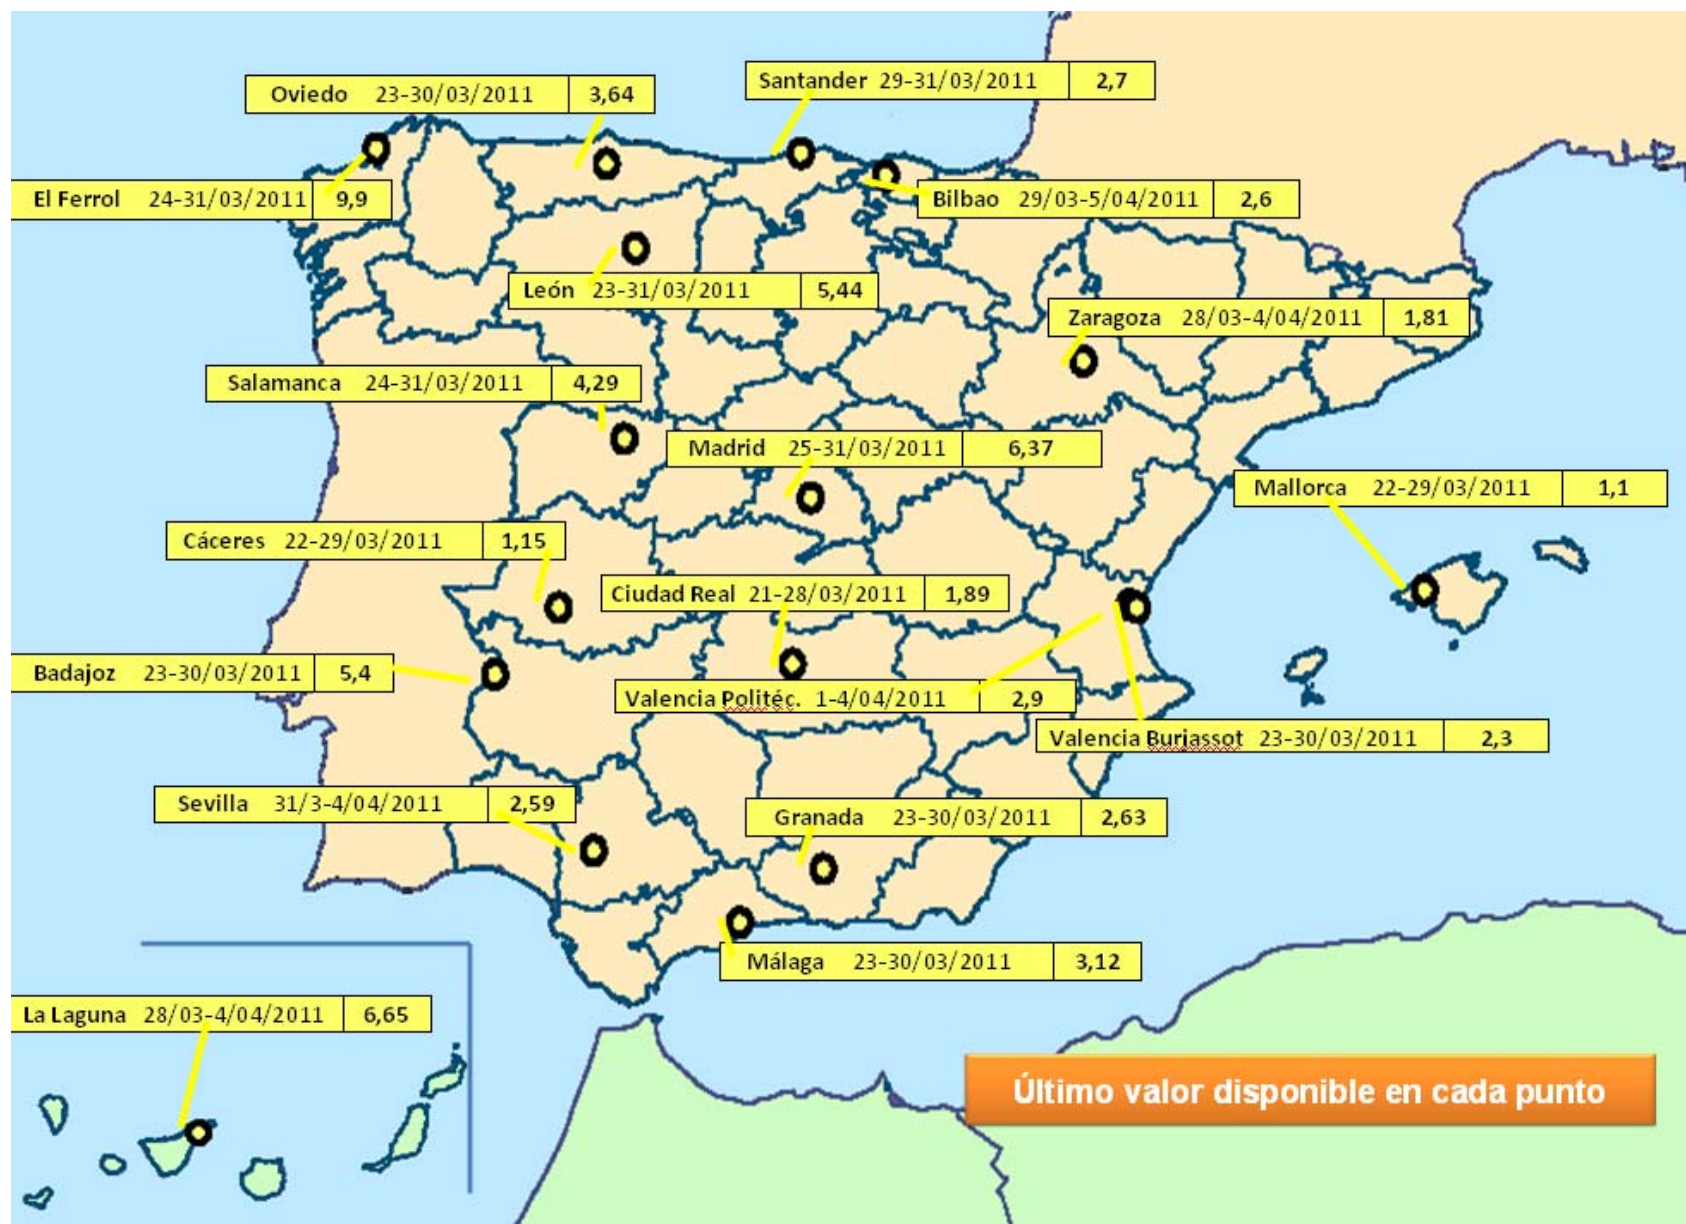 Santander 29-31/03/2011 2,7
Oviedo 23-30/03/2011 3,64
El Ferrol 24-31/03/2011 9,9
Bilbao 29/03-5/04/2011 2,6
León 23-31/03/2011 5,44
Zaragoza 28/03-4/04/2011 1,81
Salamanca 24-31/03/2011 4,29
Madrid 25-31/03/2011 6,37
Mallorca 22-29/03/2011 1,1
Cáceres 22-29/03/2011 1,15
Ciudad Real 21-28/03/2011 1,89
Badajoz 23-30/03/2011 5,4
Valencia Politéc. 1-4/04/2011 2,9
Valencia Burjassot 23-30/03/2011 2,3
Sevilla 31/3-4/04/2011 2,59
Granada 23-30/03/2011 2,63
Málaga 23-30/03/2011 3,12
La Laguna 28/03-4/04/2011 6,65
Último valor disponible en cada punto